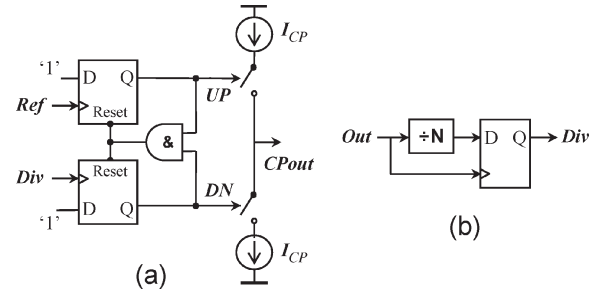 (a)
I_CP
'1'
D
Q
Ref
Reset
UP
&
CPout
Reset
Div
DN
'1'
D
Q
I_CP
(a)
Out
÷N
D
Q
Div
(b)